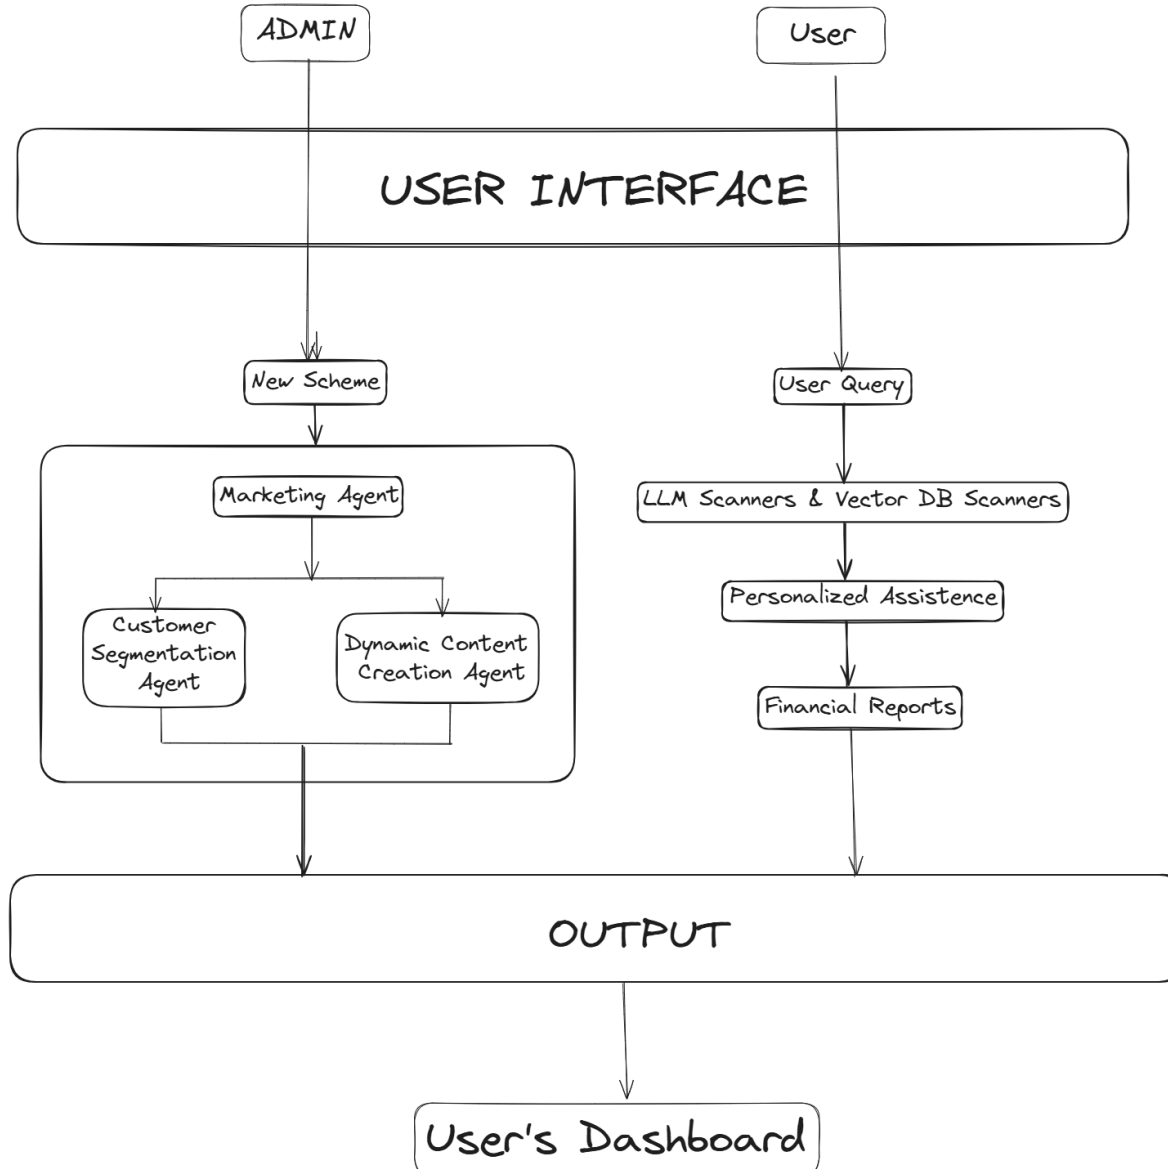 ADMIN
User
USER INTERFACE
New Scheme
User Query
Marketing Agent
LLM Scanners & Vector DB Scanners
Customer
Segmentation
Agent
Dynamic Content
Creation Agent
Personalized Assistence
Financial Reports
OUTPUT
User's Dashboard